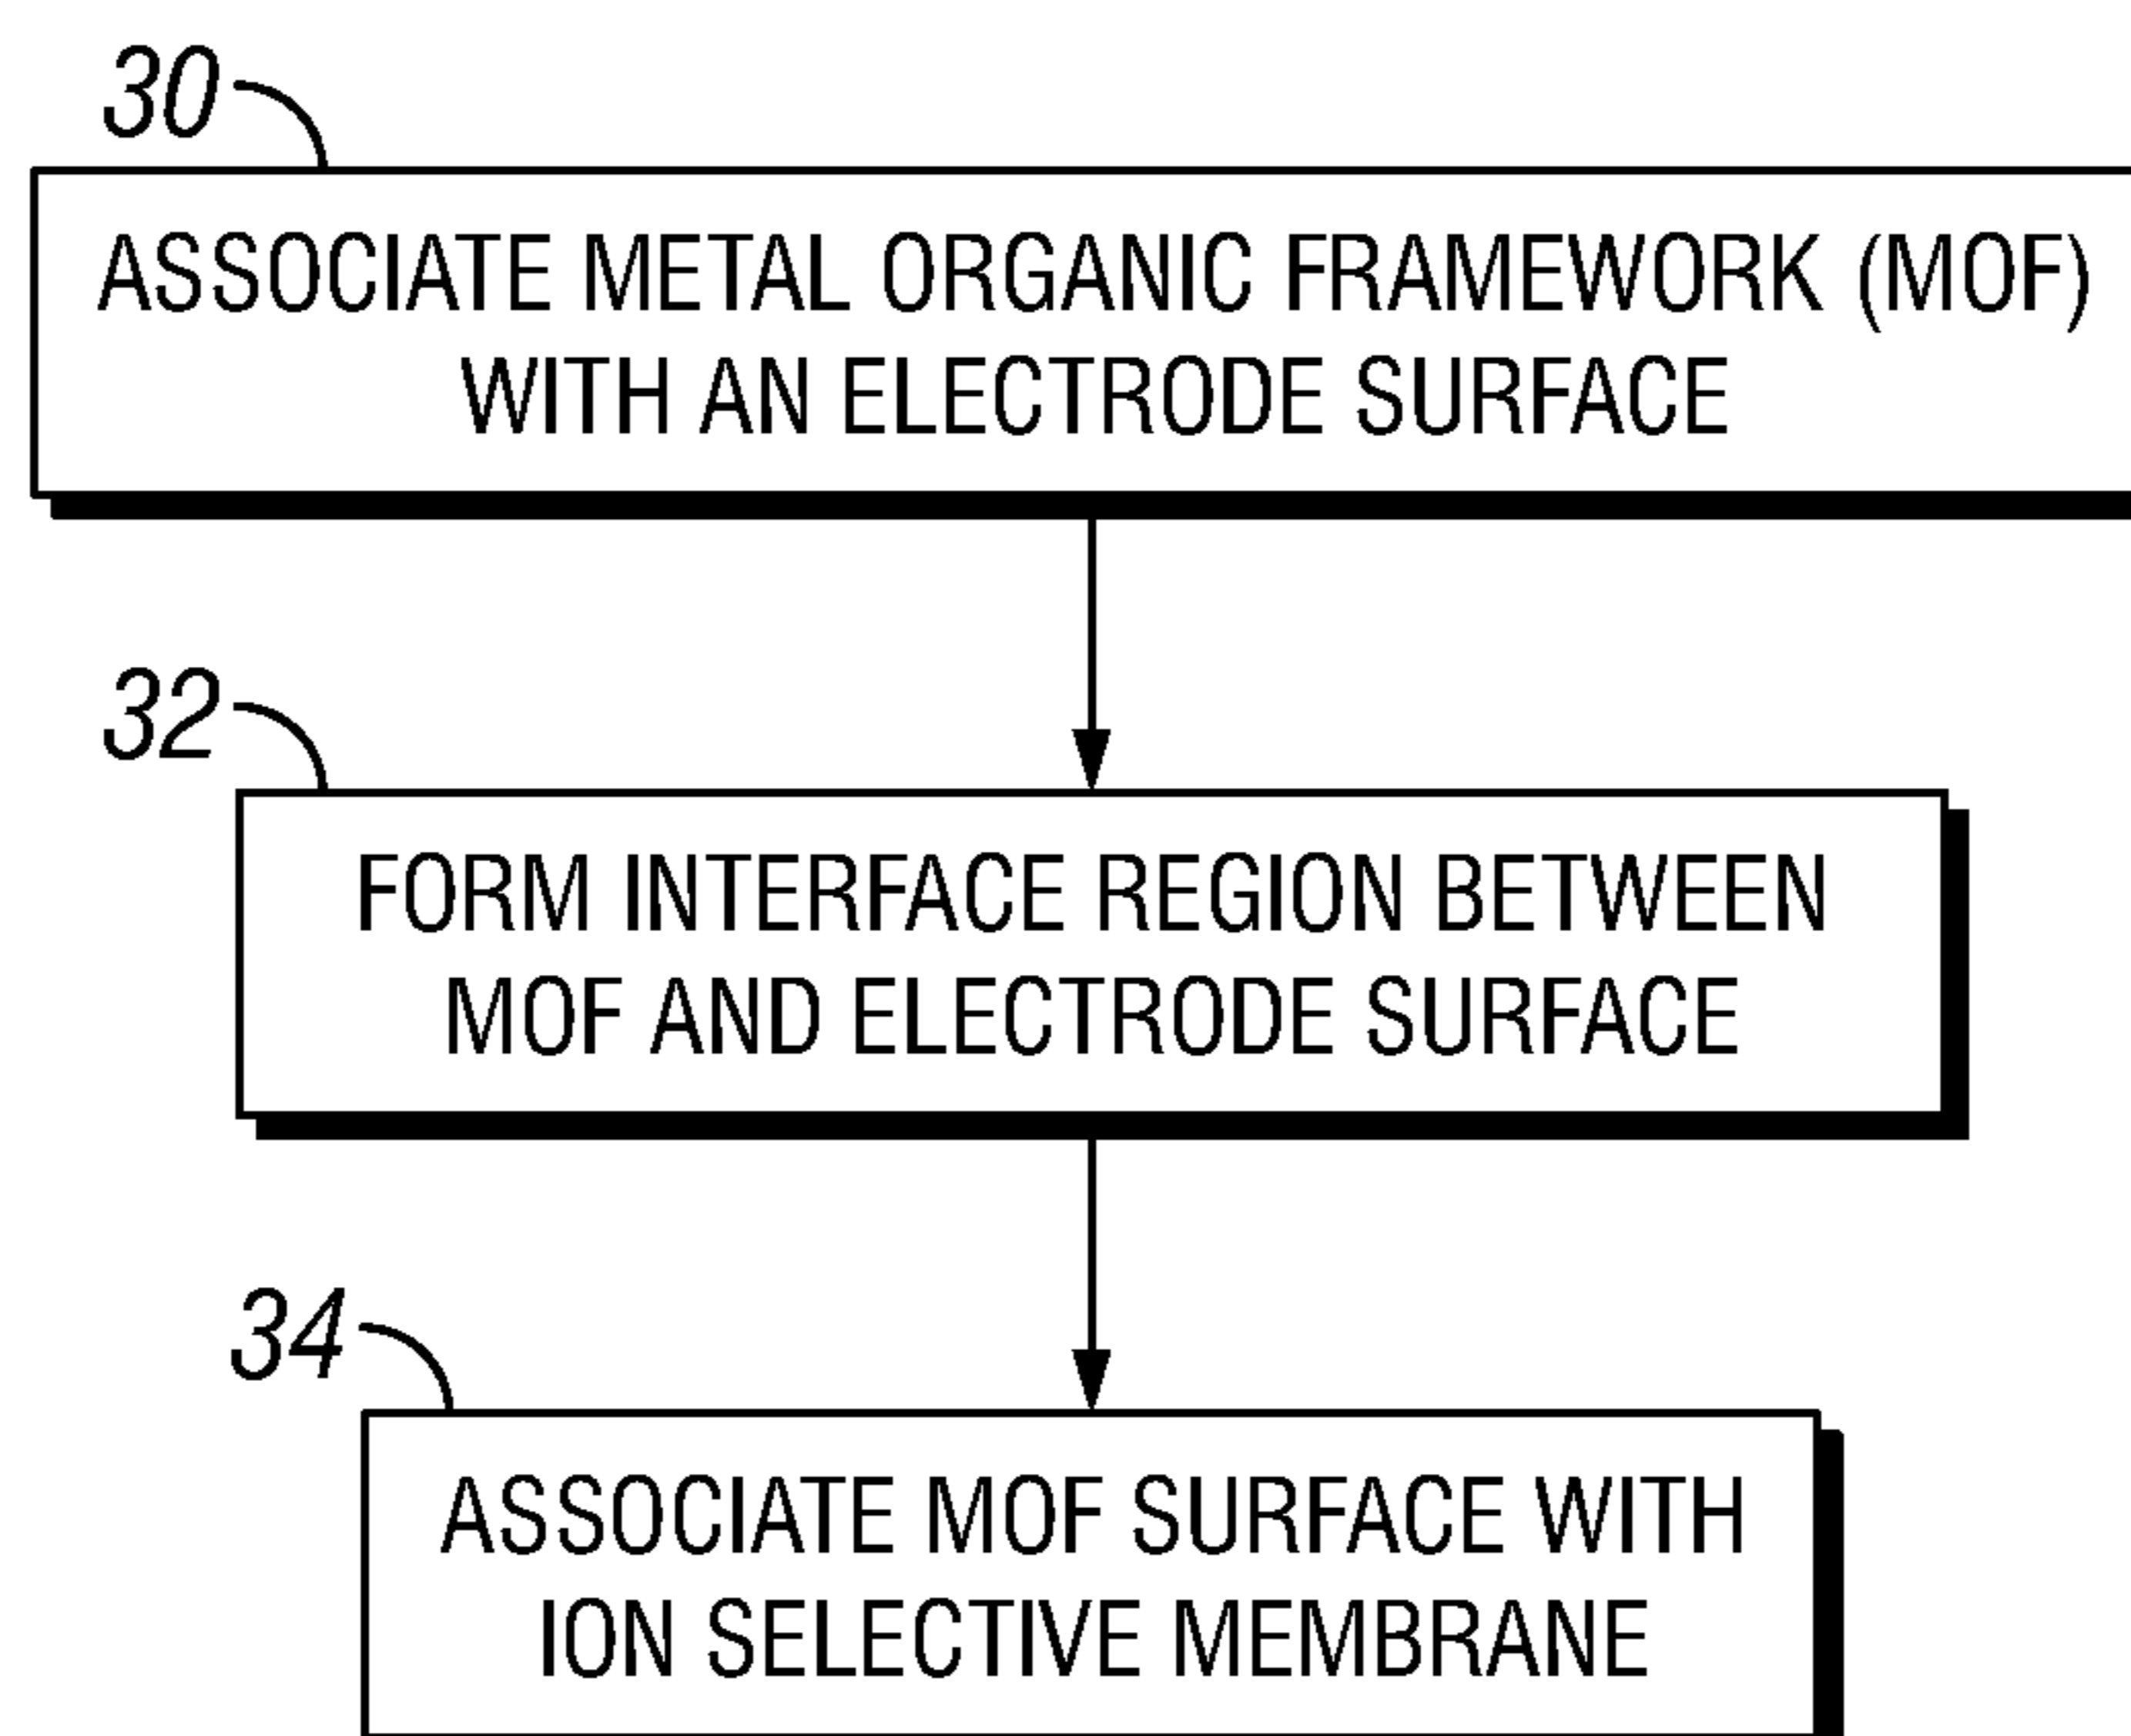 30
ASSOCIATE METAL ORGANIC FRAMEWORK (MOF)
WITH AN ELECTRODE SURFACE
32
FORM INTERFACE REGION BETWEEN
MOF AND ELECTRODE SURFACE
34
ASSOCIATE MOF SURFACE WITH
ION SELECTIVE MEMBRANE